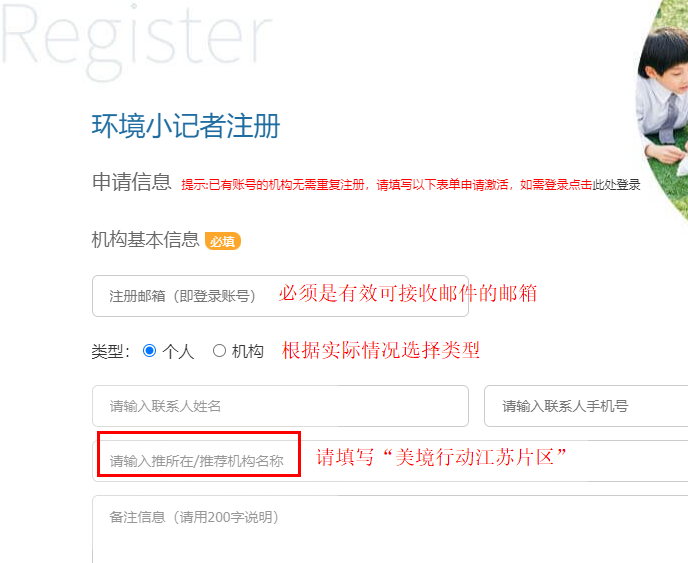 Register
环境小记者注册
申请信息 提示:已有账号的机构无需重复注册，请填写以下表单申请激活，如需登录点击此处登录
机构基本信息 必填
注册邮箱（即登录账号） 必须是有效可接收邮件的邮箱
类型： 个人 机构 根据实际情况选择类型
请输入联系人姓名 请输入联系人手机号
请输入推所在/推荐机构名称 请填写“美境行动江苏片区”
备注信息（请用200字说明）